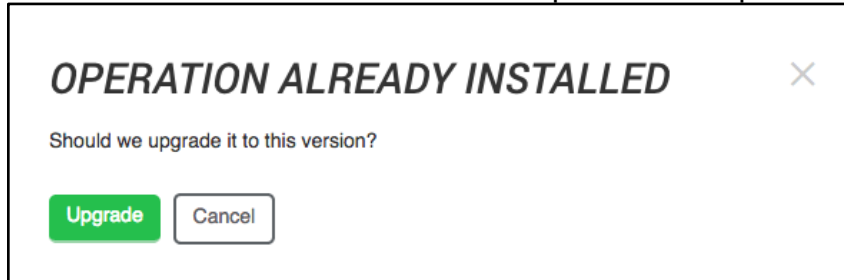 OPERATION ALREADY INSTALLED
Should we upgrade it to this version?
Upgrade
Cancel